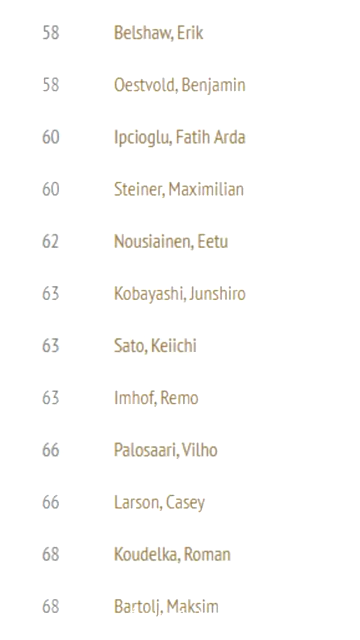 58 Belshaw, Erik
58 Oestvold, Benjamin
60 Ipcioglu, Fatih Arda
60 Steiner, Maximilian
62 Nousiainen, Eetu
63 Kobayashi, Junshiro
63 Sato, Keiichi
63 Imhof, Remo
66 Palosaari, Vilho
66 Larson, Casey
68 Koudelka, Roman
68 Bartolj, Maksim